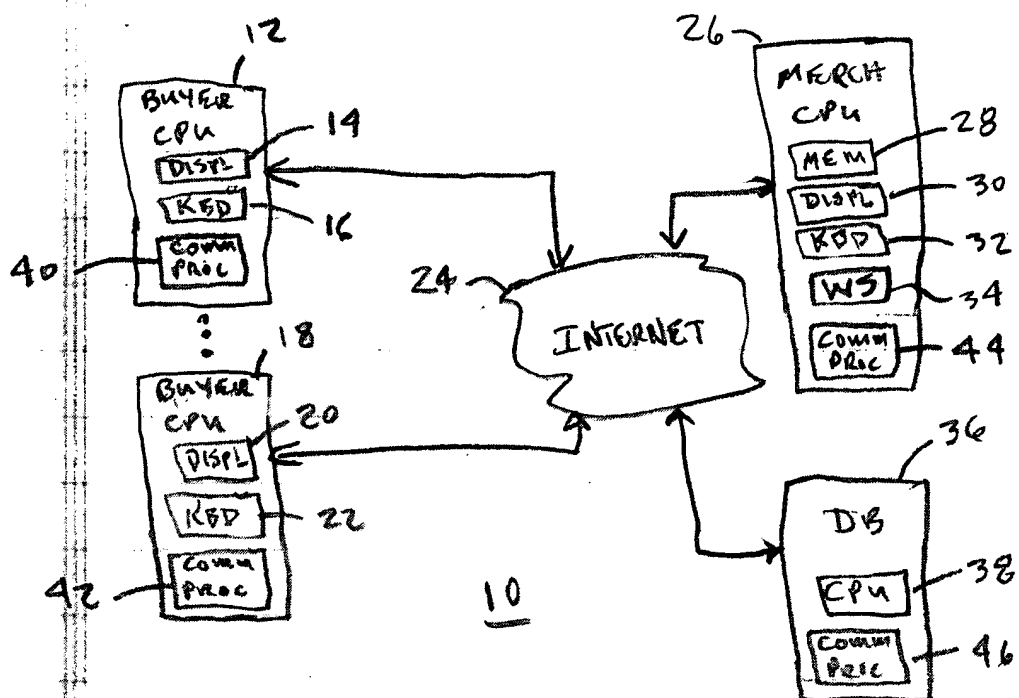 12
BUYER
CPU
DISPL
14
KBD
16
COMM
PROC
40
18
BUYER
CPU
DISPL
20
KBD
22
COMM
PROC
42
24
INTERNET
10
26
MERCH
CPU
MEM
28
DISPL
30
KBD
32
WS
34
COMM
PROC
44
36
DB
CPU
38
COMM
PROC
46